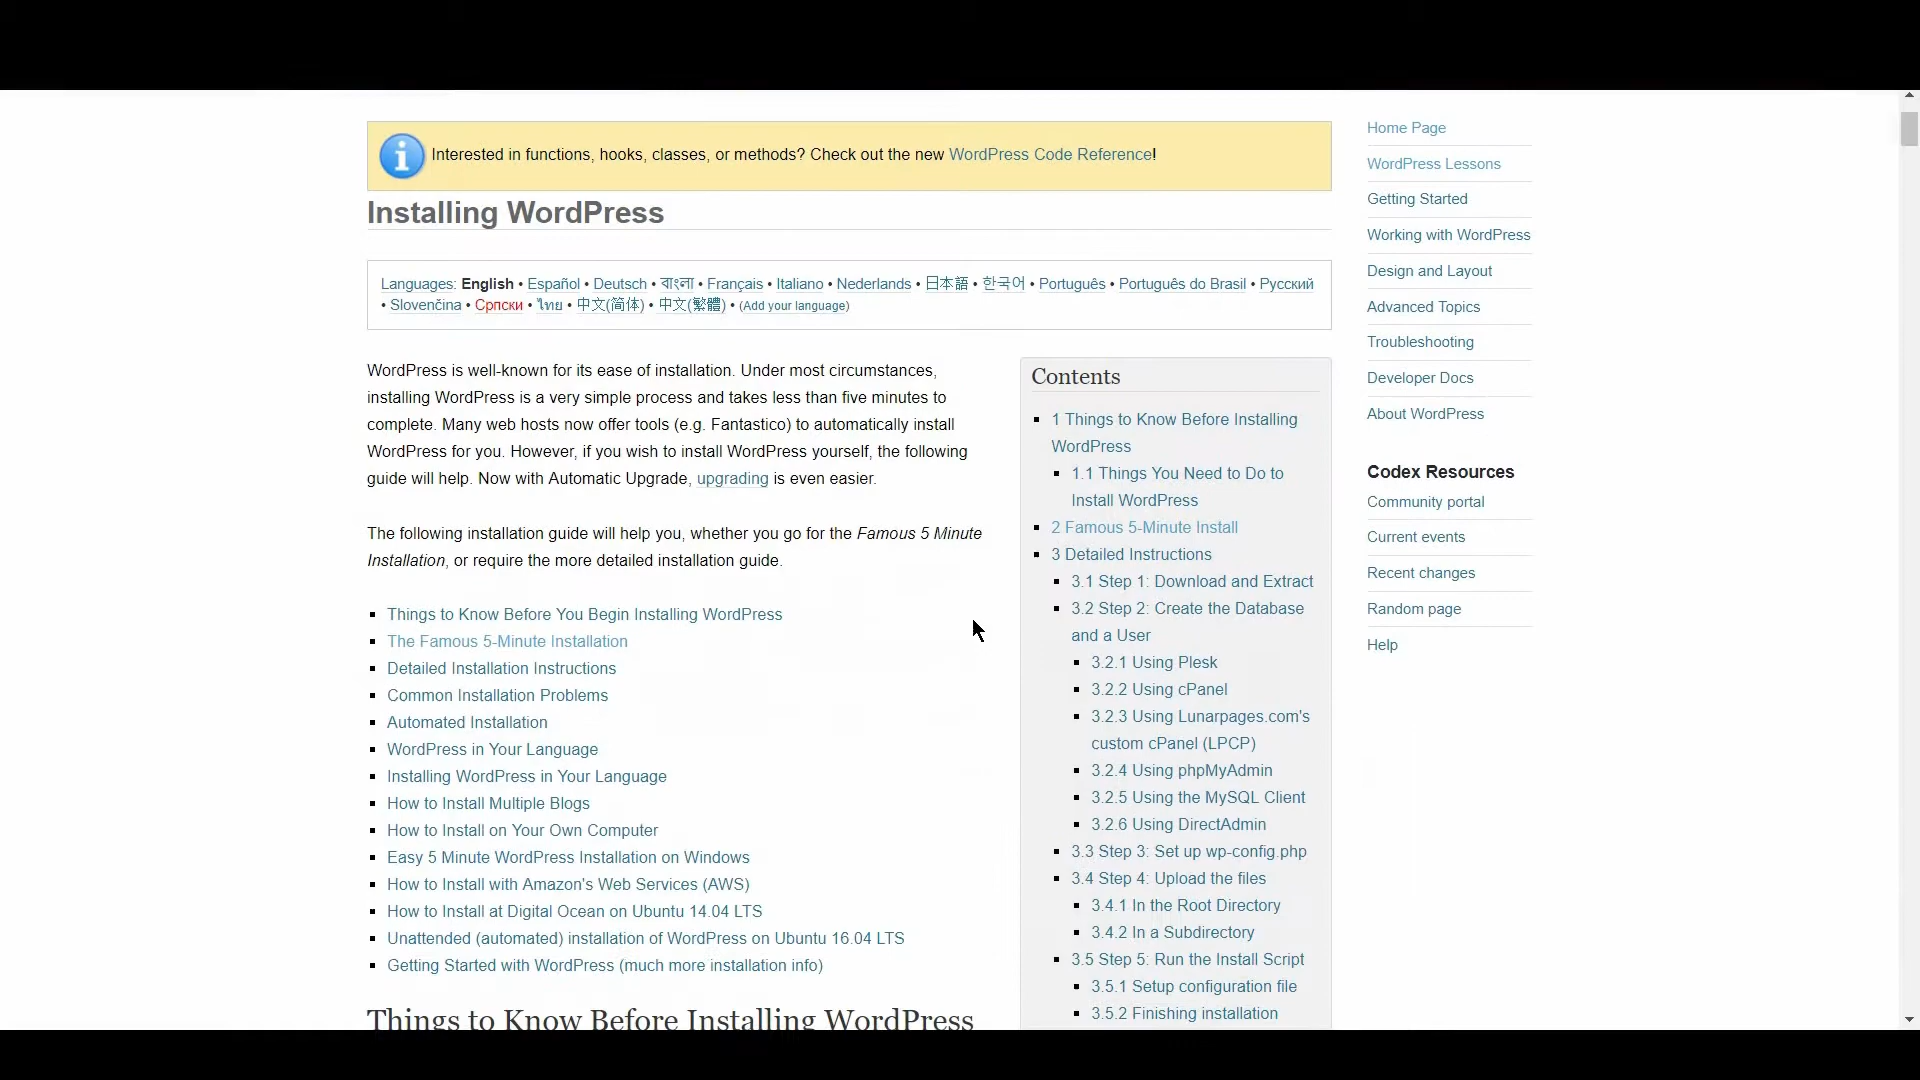 Interested in functions, hooks, classes, or methods? Check out the new WordPress Code Reference!
Installing WordPress
Languages: English • Español • Deutsch • বাংলা • Français • Italiano • Nederlands • 日本語 • 한국어 • Português • Português do Brasil • Русский
• Slovenčina • Српски • ไทย • 中文(简体) • 中文(繁體) • (Add your language)
WordPress is well-known for its ease of installation. Under most circumstances,
installing WordPress is a very simple process and takes less than five minutes to
complete. Many web hosts now offer tools (e.g. Fantastico) to automatically install
WordPress for you. However, if you wish to install WordPress yourself, the following
guide will help. Now with Automatic Upgrade, upgrading is even easier.
The following installation guide will help you, whether you go for the Famous 5 Minute
Installation, or require the more detailed installation guide.
Things to Know Before You Begin Installing WordPress
The Famous 5-Minute Installation
Detailed Installation Instructions
Common Installation Problems
Automated Installation
WordPress in Your Language
Installing WordPress in Your Language
How to Install Multiple Blogs
How to Install on Your Own Computer
Easy 5 Minute WordPress Installation on Windows
How to Install with Amazon's Web Services (AWS)
How to Install at Digital Ocean on Ubuntu 14.04 LTS
Unattended (automated) installation of WordPress on Ubuntu 16.04 LTS
Getting Started with WordPress (much more installation info)
Things to Know Before Installing WordPress
Contents
1 Things to Know Before Installing
WordPress
1.1 Things You Need to Do to
Install WordPress
2 Famous 5-Minute Install
3 Detailed Instructions
3.1 Step 1: Download and Extract
3.2 Step 2: Create the Database
and a User
3.2.1 Using Plesk
3.2.2 Using cPanel
3.2.3 Using Lunarpages.com's
custom cPanel (LPCP)
3.2.4 Using phpMyAdmin
3.2.5 Using the MySQL Client
3.2.6 Using DirectAdmin
3.3 Step 3: Set up wp-config.php
3.4 Step 4: Upload the files
3.4.1 In the Root Directory
3.4.2 In a Subdirectory
3.5 Step 5: Run the Install Script
3.5.1 Setup configuration file
3.5.2 Finishing installation
Home Page
WordPress Lessons
Getting Started
Working with WordPress
Design and Layout
Advanced Topics
Troubleshooting
Developer Docs
About WordPress
Codex Resources
Community portal
Current events
Recent changes
Random page
Help